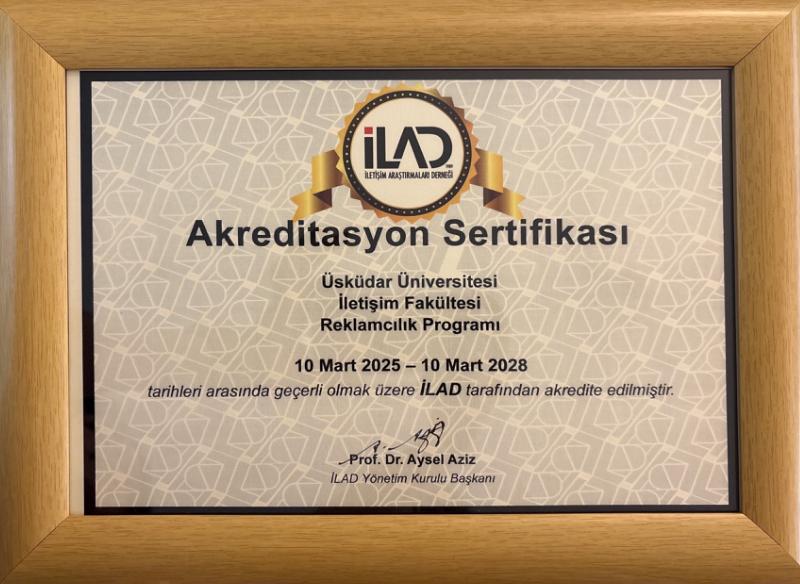 İLAD
İLETİŞİM ARAŞTIRMALARI DERNEĞİ
Akreditasyon Sertifikası
Üsküdar Üniversitesi
İletişim Fakültesi
Reklamcılık Programı
10 Mart 2025 – 10 Mart 2028
tarihleri arasında geçerli olmak üzere İLAD tarafından akredite edilmiştir.
Prof. Dr. Aysel Aziz
İLAD Yönetim Kurulu Başkanı